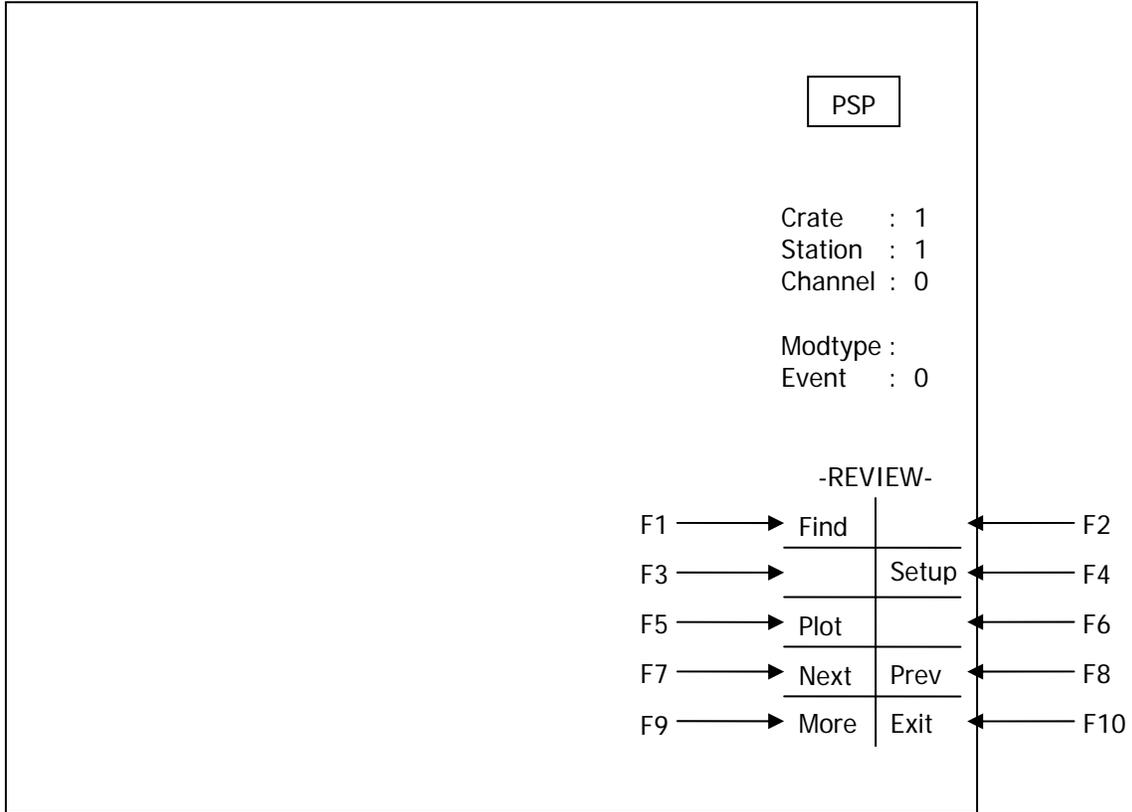 PSP
Crate : 1
Station : 1
Channel : 0
Modtype :
Event : 0
-REVIEW-
F1 Find F2
F3 Setup F4
F5 Plot F6
F7 Next Prev F8
F9 More Exit F10